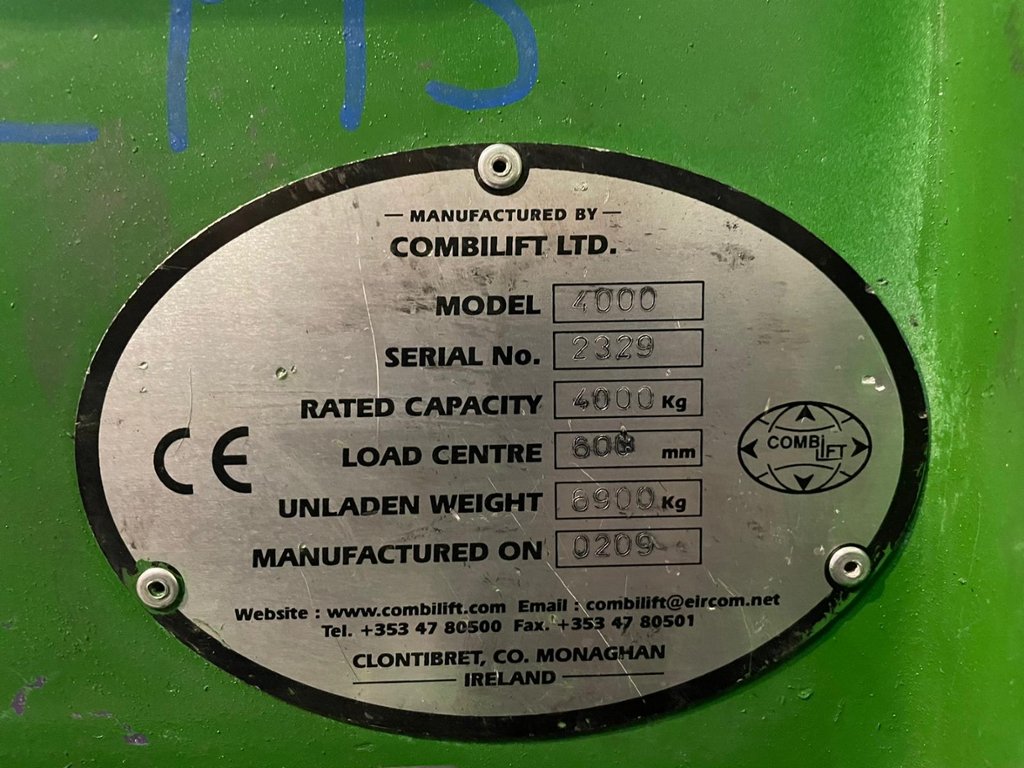 — MANUFACTURED BY —
COMBILIFT LTD.
MODEL 4000
SERIAL No. 2329
RATED CAPACITY 4000 Kg
LOAD CENTRE 600 mm
CE
COMBiLIFT
UNLADEN WEIGHT 6900 Kg
MANUFACTURED ON 0209
Website : www.combilift.com Email : combilift@eircom.net
Tel. +353 47 80500 Fax. +353 47 80501
CLONTIBRET, CO. MONAGHAN
IRELAND